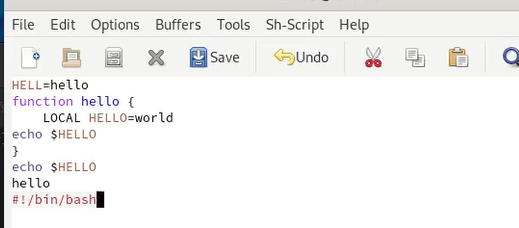 File Edit Options Buffers Tools Sh-Script Help
Save Undo
HELL=hello
function hello {
    LOCAL HELLO=world
echo $HELLO
}
echo $HELLO
hello
#!/bin/bash